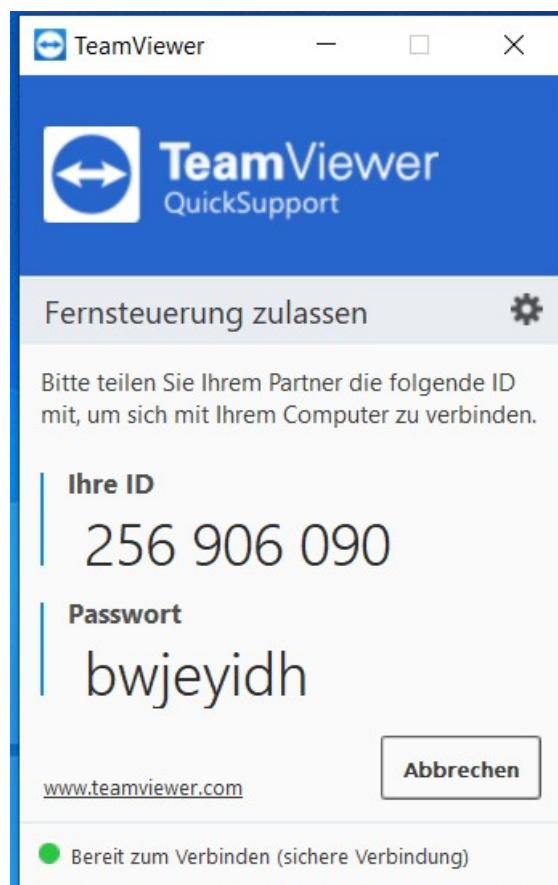 TeamViewer
TeamViewer
QuickSupport
Fernsteuerung zulassen
Bitte teilen Sie Ihrem Partner die folgende ID
mit, um sich mit Ihrem Computer zu verbinden.
Ihre ID
256 906 090
Passwort
bwjeyidh
www.teamviewer.com
Abbrechen
Bereit zum Verbinden (sichere Verbindung)